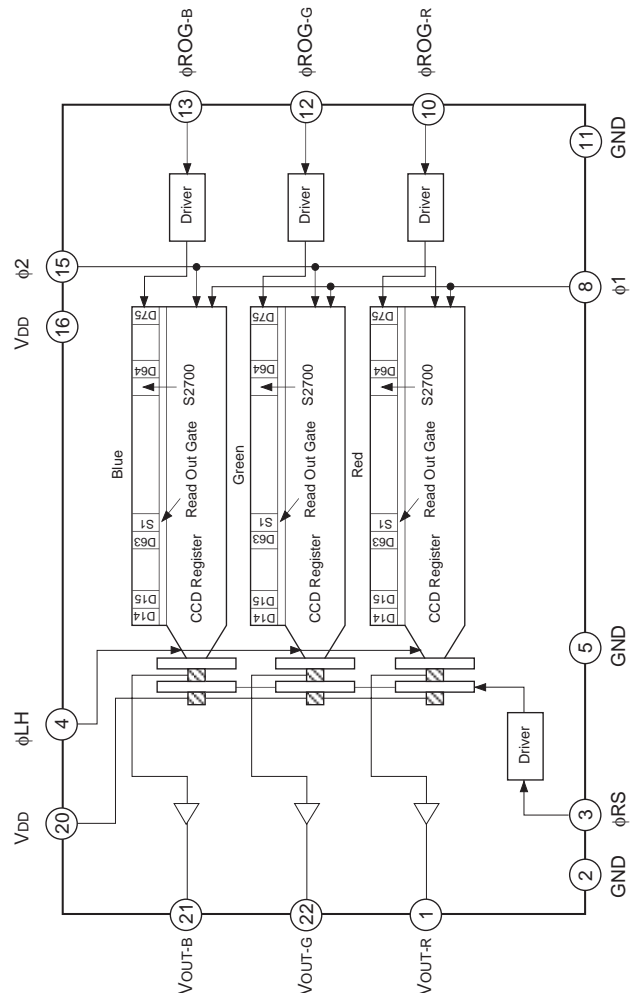 φROG-B
φROG-G
φROG-R
13
12
10
11
GND
Driver
Driver
Driver
φ2
15
VDD
16
8
φ1
Blue
D14
D15
D63
S1
D64
D75
Read Out Gate
S2700
CCD Register
Green
D14
D15
D63
S1
D64
D75
Read Out Gate
S2700
CCD Register
Red
D14
D15
D63
S1
D64
D75
Read Out Gate
S2700
CCD Register
5
GND
φLH
4
Driver
VDD
20
3
φRS
2
GND
21
22
1
VOUT-B
VOUT-G
VOUT-R